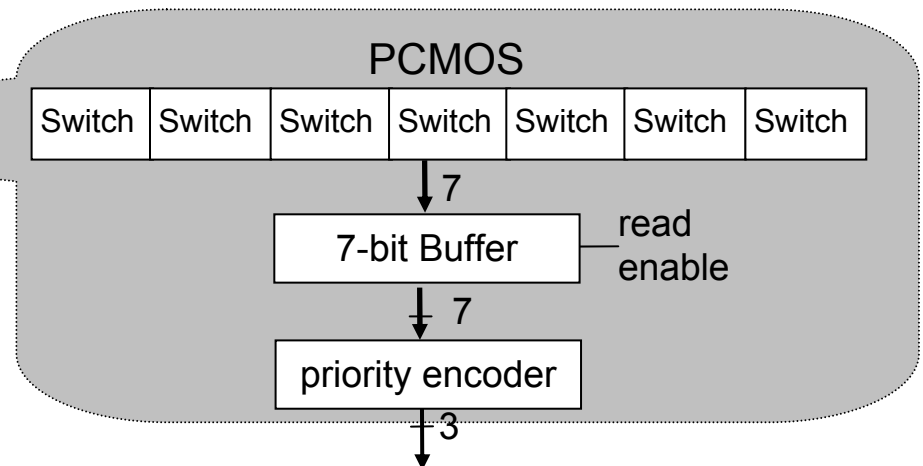 PCMOS
Switch Switch Switch Switch Switch Switch Switch
7
7-bit Buffer
read
enable
7
priority encoder
3